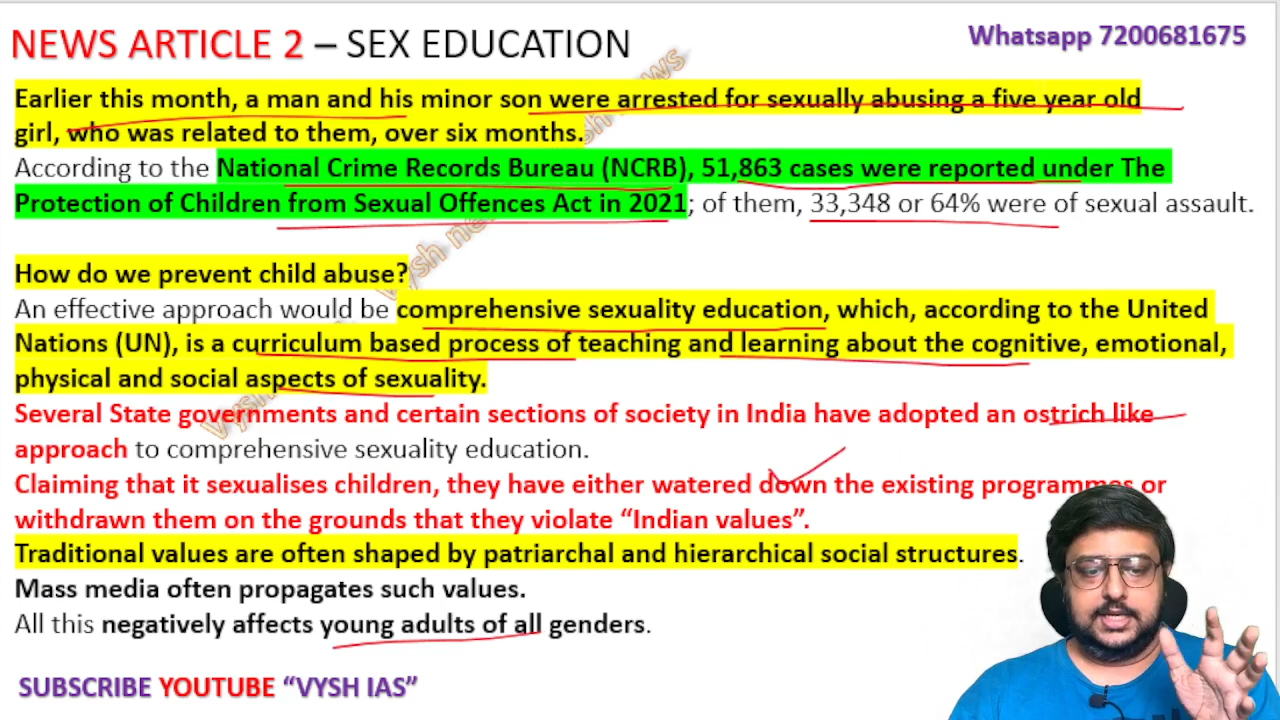 NEWS ARTICLE 2 – SEX EDUCATION
Whatsapp 7200681675
Earlier this month, a man and his minor son were arrested for sexually abusing a five year old
girl, who was related to them, over six months.
According to the National Crime Records Bureau (NCRB), 51,863 cases were reported under The
Protection of Children from Sexual Offences Act in 2021; of them, 33,348 or 64% were of sexual assault.
How do we prevent child abuse?
An effective approach would be comprehensive sexuality education, which, according to the United
Nations (UN), is a curriculum based process of teaching and learning about the cognitive, emotional,
physical and social aspects of sexuality.
Several State governments and certain sections of society in India have adopted an ostrich like
approach to comprehensive sexuality education.
Claiming that it sexualises children, they have either watered down the existing programmes or
withdrawn them on the grounds that they violate “Indian values”.
Traditional values are often shaped by patriarchal and hierarchical social structures.
Mass media often propagates such values.
All this negatively affects young adults of all genders.
SUBSCRIBE YOUTUBE “VYSH IAS”